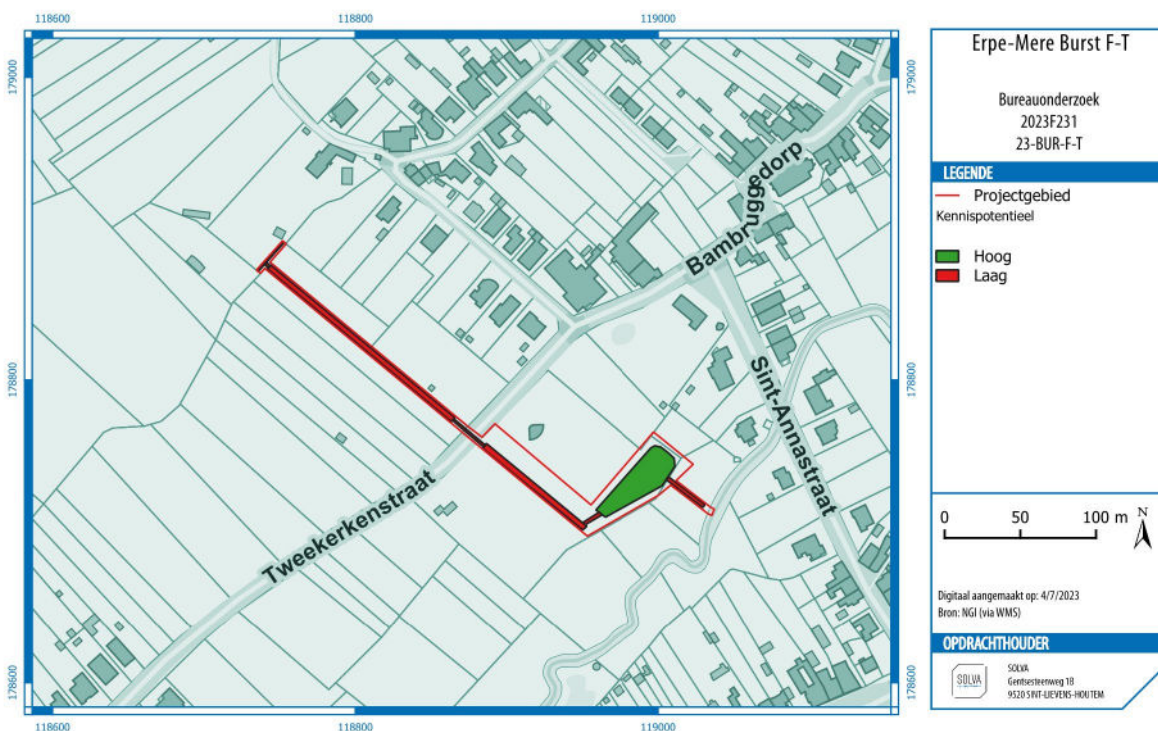 118600
118800
119000
179000
179000
178800
178800
178600
178600
118600
118800
119000
Bambruggedorp
Sint-Annastraat
Tweekerkenstraat
Erpe-Mere Burst F-T
Bureauonderzoek
2023F231
23-BUR-F-T
LEGENDE
Projectgebied
Kennispotentieel
Hoog
Laag
0 50 100 m
N
Digitaal aangemaakt op: 4/7/2023
Bron: NGI (via WMS)
OPDRACHTHOUDER
SOLVA
SOLVA
Gentsesteenweg 1B
9520 SINT-LIEVENS-HOUTEM